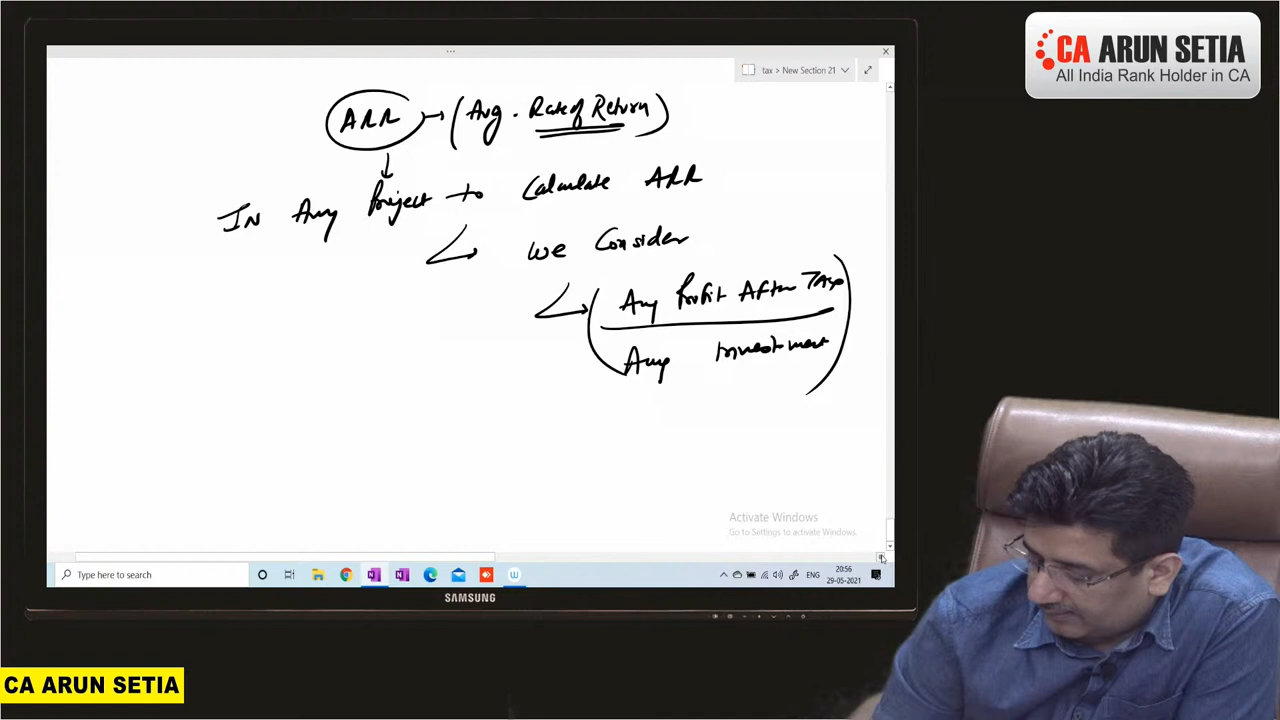 CA ARUN SETIA
All India Rank Holder in CA
tax > New Section 21
ARR → (Avg. Rate of Return)
In Any Project to Calculate ARR
We Consider
Avg Profit After Tax
Avg Investment
Activate Windows
Go to Settings to activate Windows.
Type here to search
ENG
20:56
29-05-2021
SAMSUNG
CA ARUN SETIA